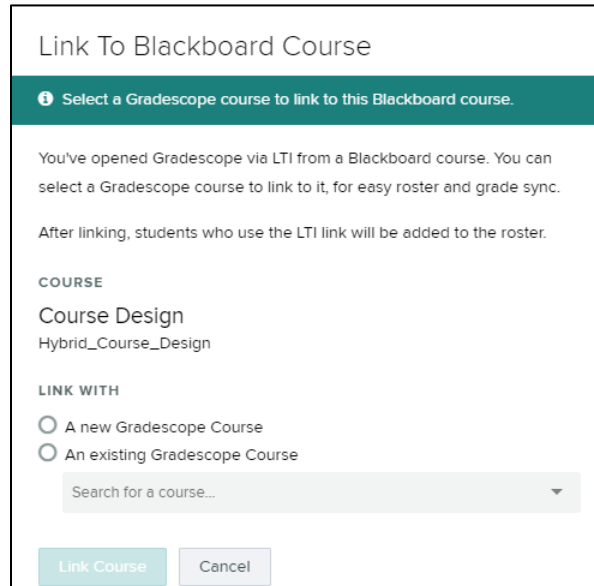 Link To Blackboard Course
Select a Gradescope course to link to this Blackboard course.
You've opened Gradescope via LTI from a Blackboard course. You can
select a Gradescope course to link to it, for easy roster and grade sync.
After linking, students who use the LTI link will be added to the roster.
COURSE
Course Design
Hybrid_Course_Design
LINK WITH
A new Gradescope Course
An existing Gradescope Course
Search for a course...
Link Course Cancel